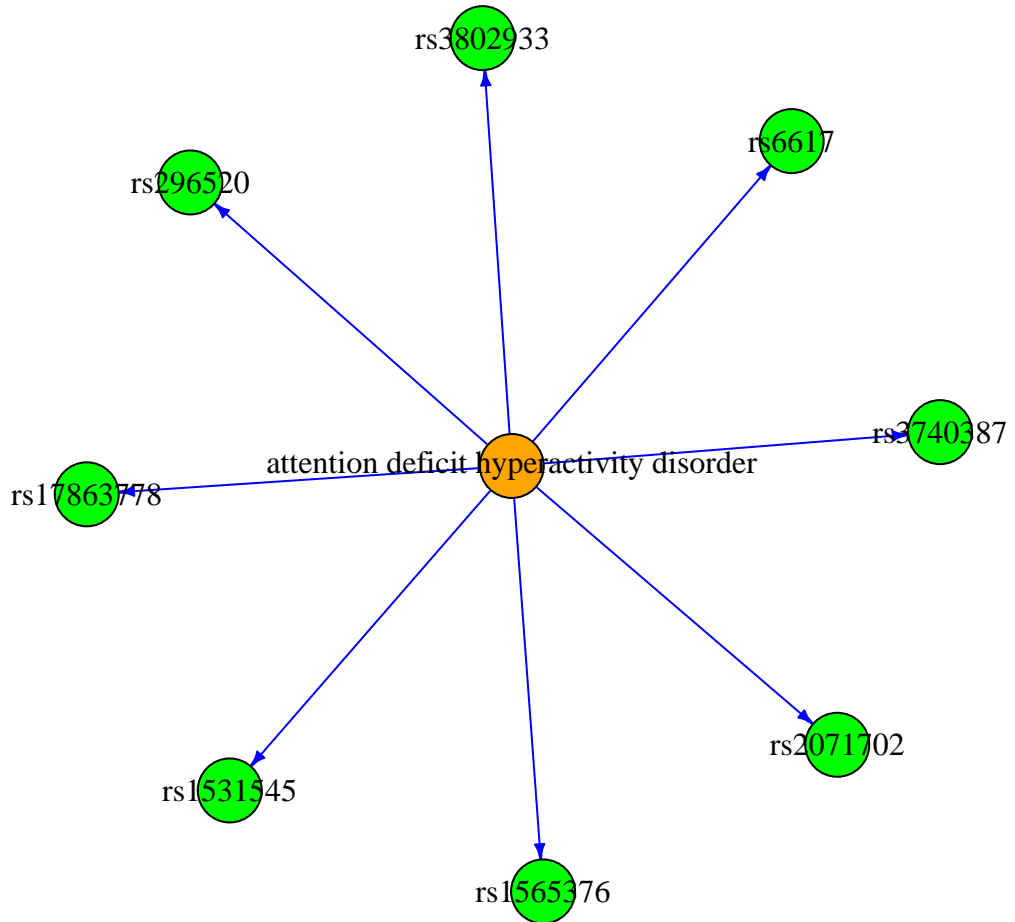 rs3802933
rs6617
rs296520
rs3740387
attention deficit hyperactivity disorder
rs17863778
rs2071702
rs1531545
rs1565376